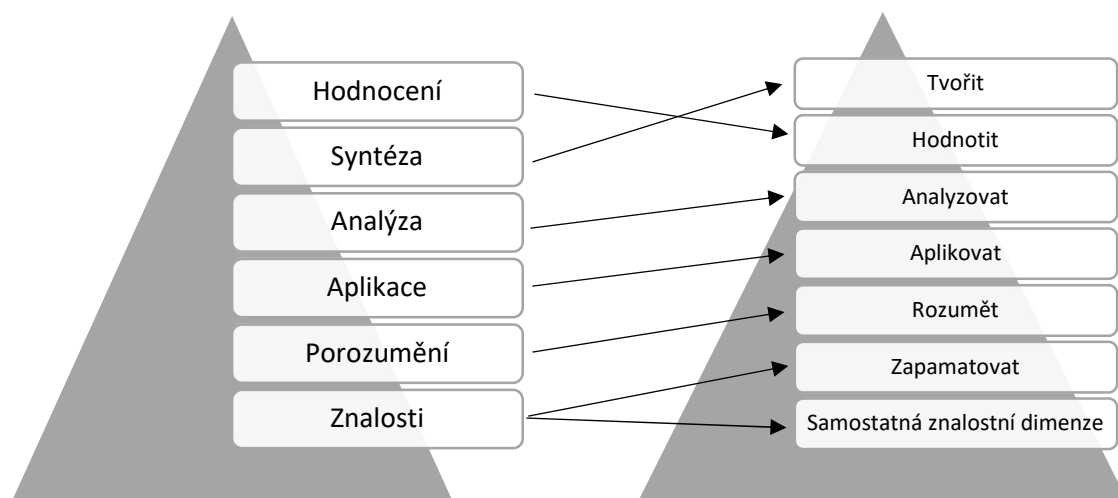 Hodnocení
Syntéza
Analýza
Aplikace
Porozumění
Znalosti
Tvořit
Hodnotit
Analyzovat
Aplikovat
Rozumět
Zapamatovat
Samostatná znalostní dimenze